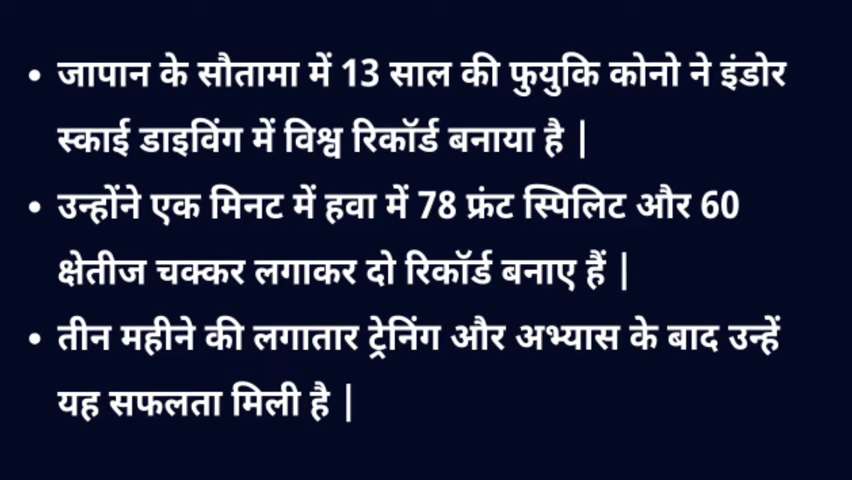 • जापान के सौतामा में 13 साल की फुयुकि कोनो ने इंडोर
स्काई डाइविंग में विश्व रिकॉर्ड बनाया है |
• उन्होंने एक मिनट में हवा में 78 फ्रंट स्पिलिट और 60
क्षेतीज चक्कर लगाकर दो रिकॉर्ड बनाए हैं |
• तीन महीने की लगातार ट्रेनिंग और अभ्यास के बाद उन्हें
यह सफलता मिली है |